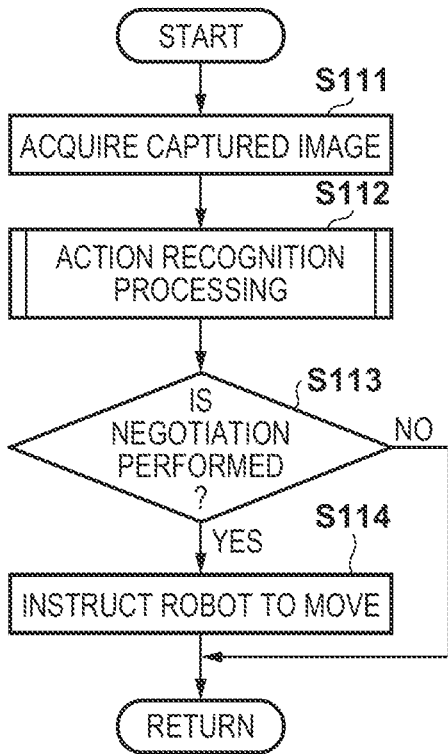 START
S111
ACQUIRE CAPTURED IMAGE
S112
ACTION RECOGNITION
PROCESSING
S113
IS
NEGOTIATION
PERFORMED
?
NO
YES
S114
INSTRUCT ROBOT TO MOVE
RETURN